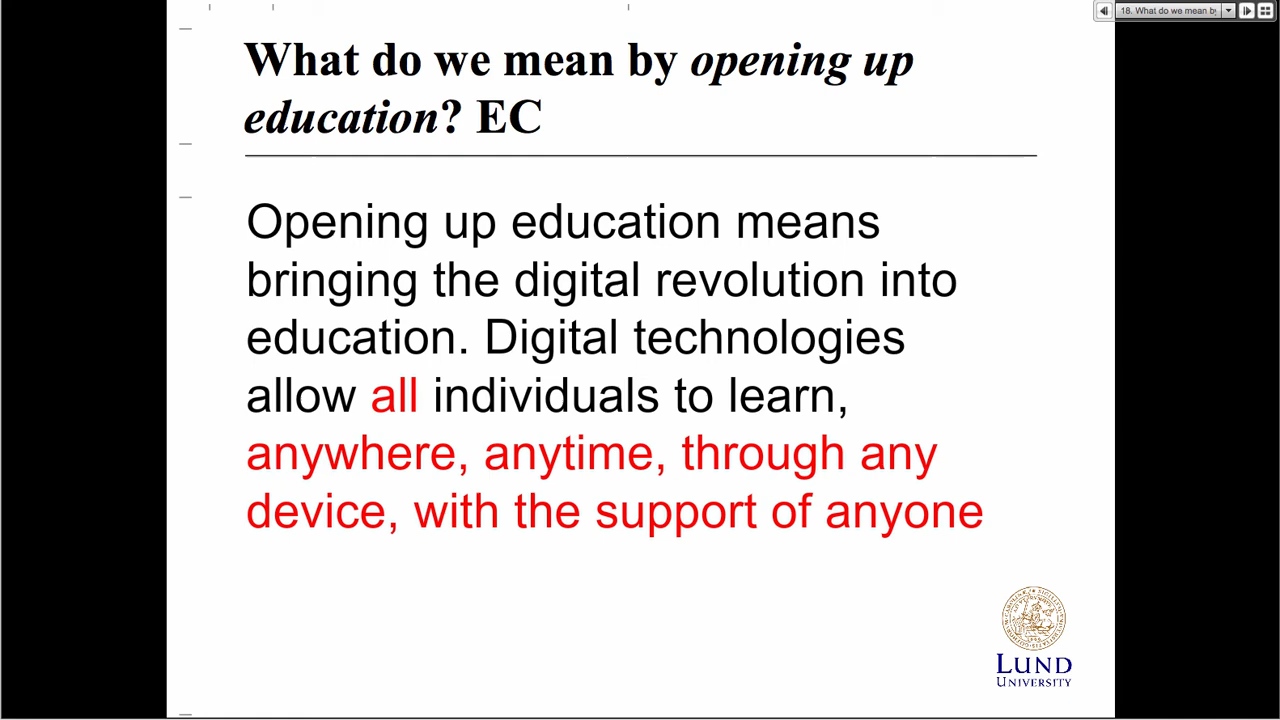 18. What do we mean by
What do we mean by opening up
education? EC
Opening up education means
bringing the digital revolution into
education. Digital technologies
allow all individuals to learn,
anywhere, anytime, through any
device, with the support of anyone
LUND
UNIVERSITY